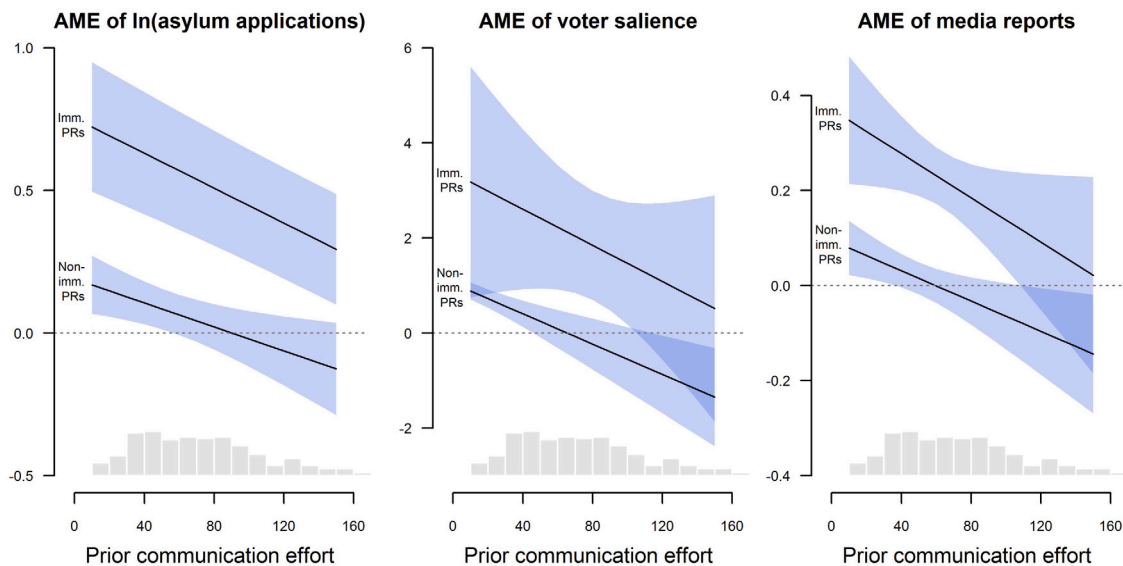 AME of ln(asylum applications)
1.0
0.5
0.0
-0.5
Imm.
PRs
Non-
imm.
PRs
0 40 80 120 160
Prior communication effort
AME of voter salience
6
4
2
0
-2
Imm.
PRs
Non-
imm.
PRs
0 40 80 120 160
Prior communication effort
AME of media reports
0.4
0.2
0.0
-0.2
-0.4
Imm.
PRs
Non-
imm.
PRs
0 40 80 120 160
Prior communication effort